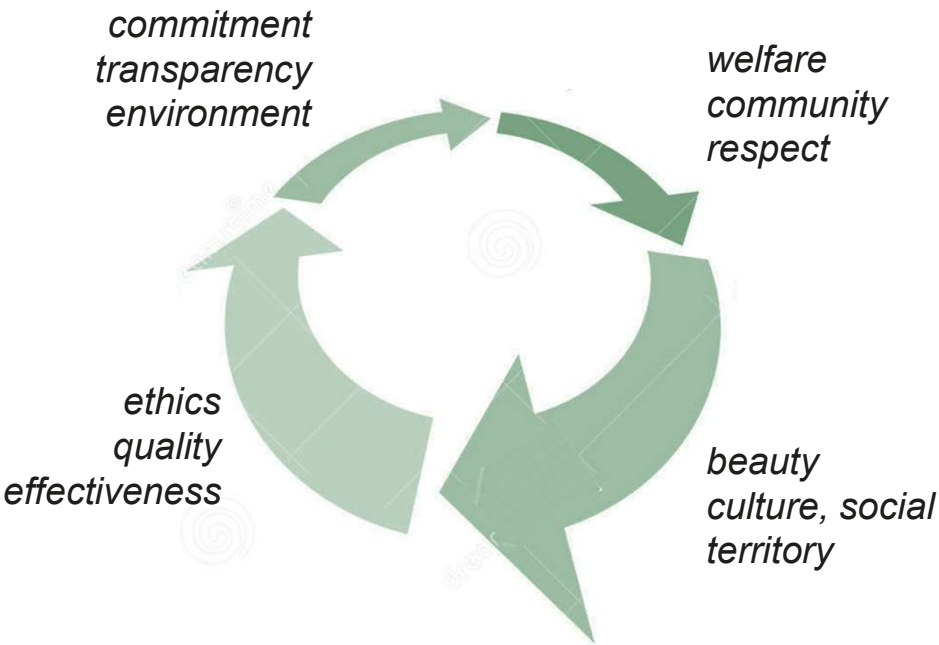 commitment
transparency
environment
welfare
community
respect
beauty
culture, social
territory
ethics
quality
effectiveness